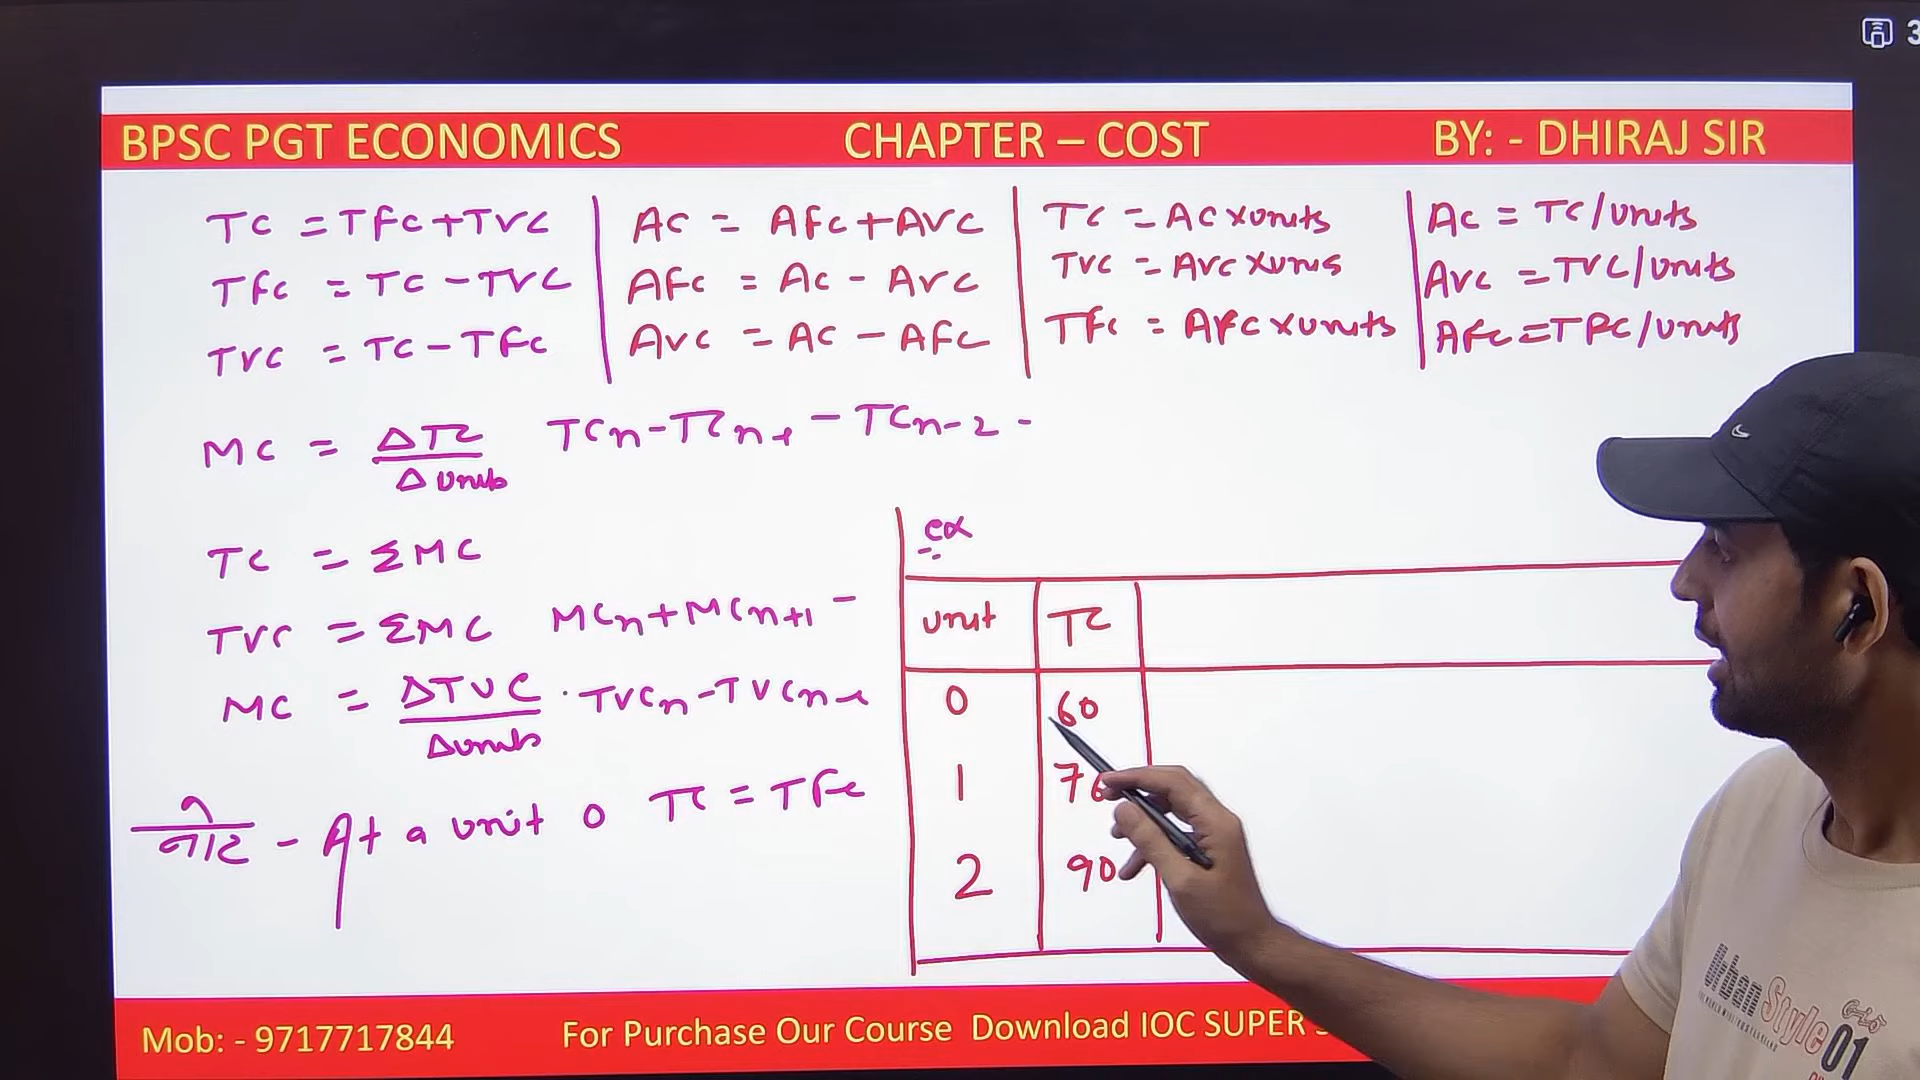 BPSC PGT ECONOMICS CHAPTER – COST BY: - DHIRAJ SIR
TC = TFC+TVC
TFC = TC - TVC
TVC = TC - TFC
AC = AFC+AVC
AFC = AC - AVC
AVC = AC - AFC
TC = AC×units
TVC = AVC×
TFC = AFC×units
AC = TC/units
AVC = TVC/units
AFC = TFC/units
MC = ΔTC/Δunits TCn-TCn-1 - TCn-2 -
TC = ΣMC
TVC = ΣMC MCn+MCn+1 -
MC = ΔTVC/Δunits · TVCn-TVCn-1
नोट - At a unit 0 TC = TFC
ex
unit TC
0 60
1 76
2 90
Mob: - 9717717844 For Purchase Our Course Download IOC SUPER
Style 01